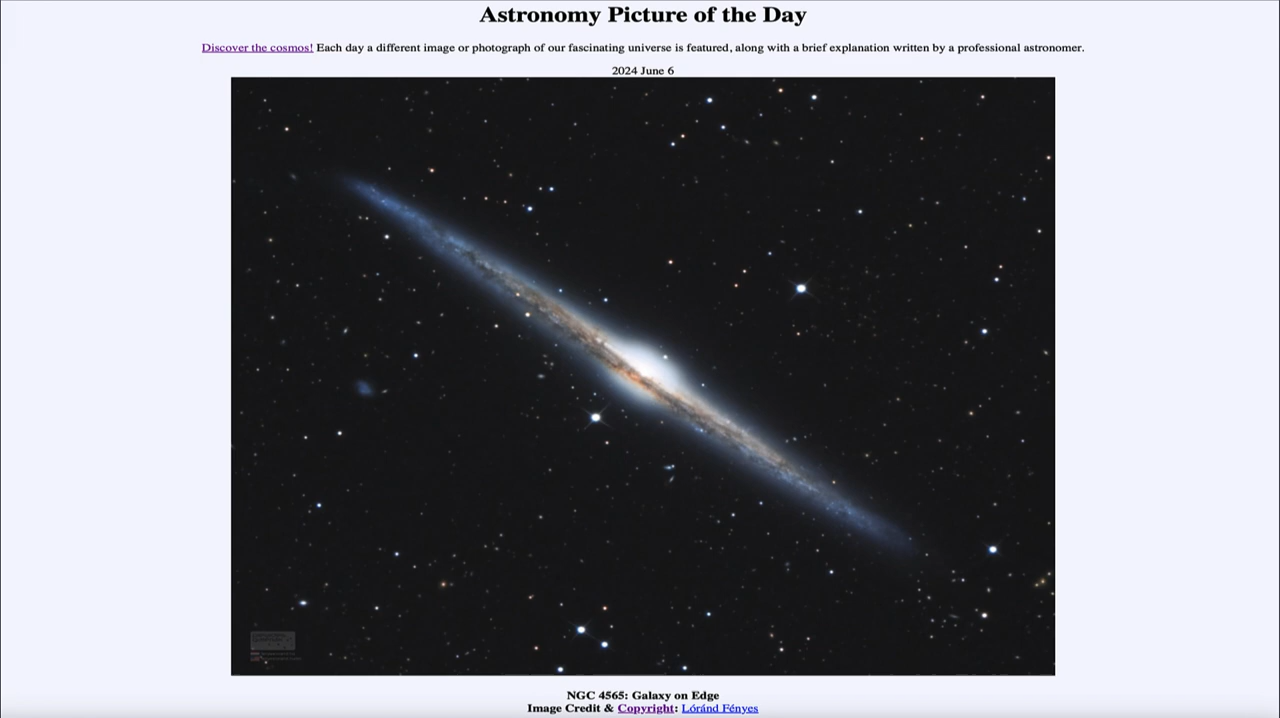 Astronomy Picture of the Day
Discover the cosmos! Each day a different image or photograph of our fascinating universe is featured, along with a brief explanation written by a professional astronomer.
2024 June 6
NGC 4565: Galaxy on Edge
Image Credit & Copyright: Lóránd Fényes